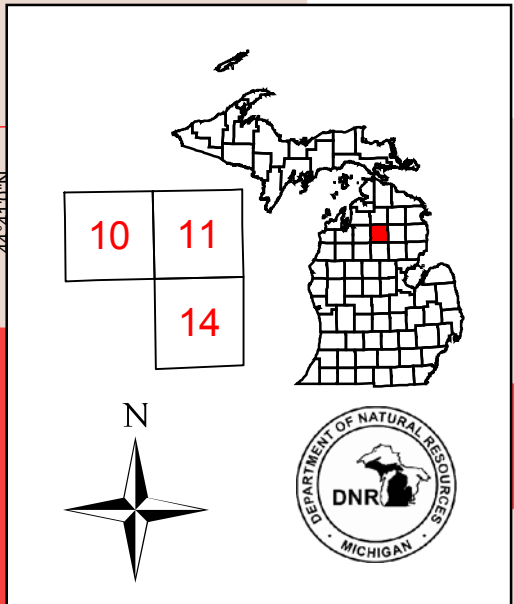 10
11
14
N
DEPARTMENT OF NATURAL RESOURCES
DNR
MICHIGAN